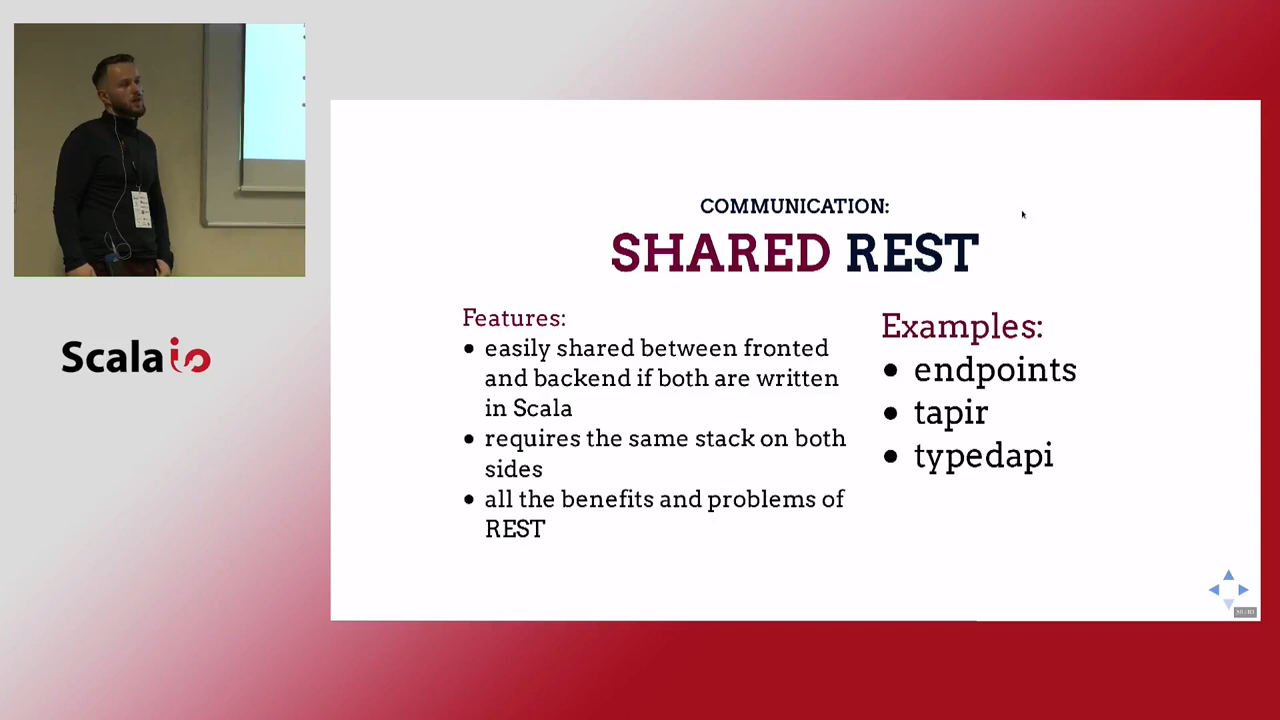 COMMUNICATION:
SHARED REST
Features:
• easily shared between fronted
and backend if both are written
in Scala
• requires the same stack on both
sides
• all the benefits and problems of
REST
Examples:
• endpoints
• tapir
• typedapi
Scala io